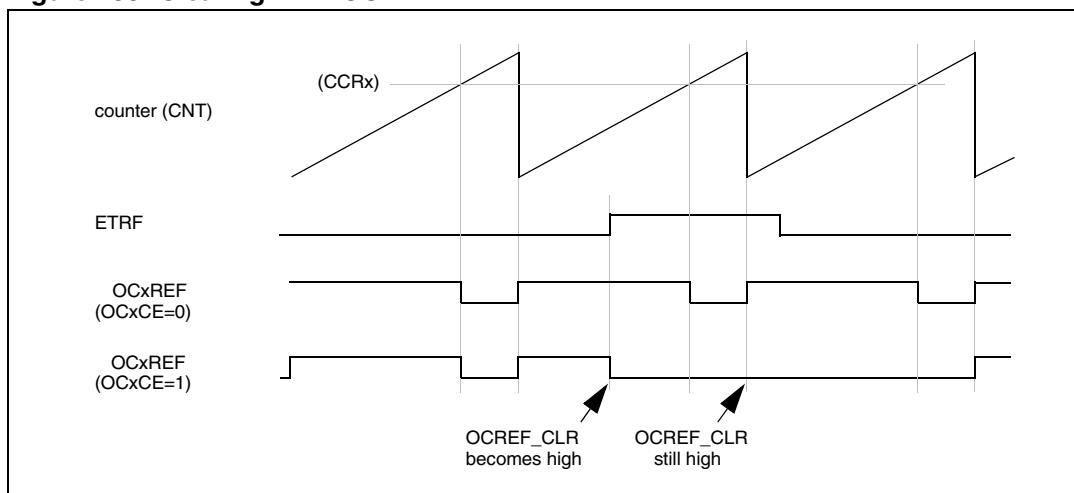 (CCRx)
counter (CNT)
ETRF
OCxREF
(OCxCE=0)
OCxREF
(OCxCE=1)
OCREF_CLR
becomes high
OCREF_CLR
still high